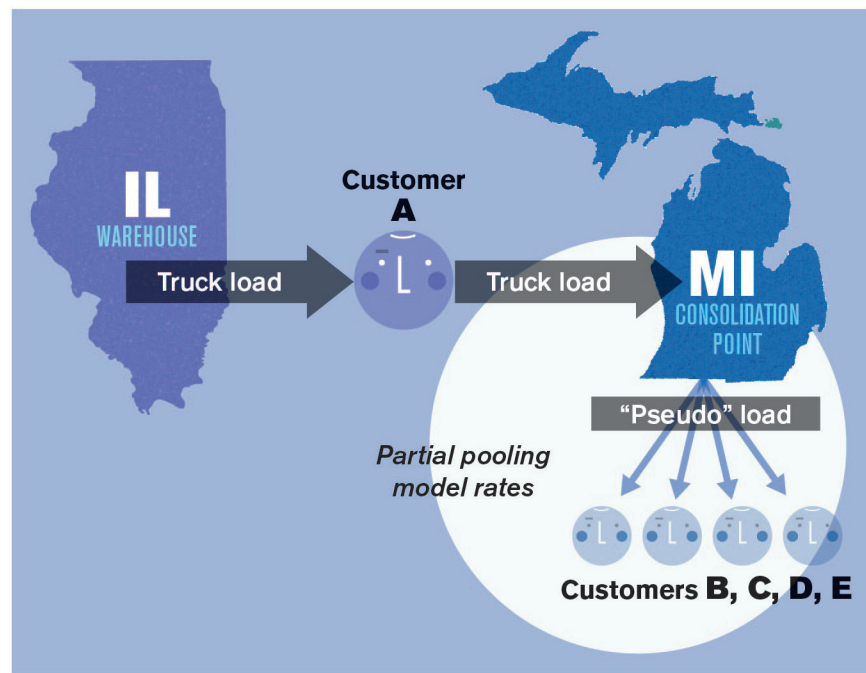 IL
WAREHOUSE
Customer
A
Truck load
Truck load
MI
CONSOLIDATION
POINT
“Pseudo” load
Partial pooling
model rates
Customers B, C, D, E